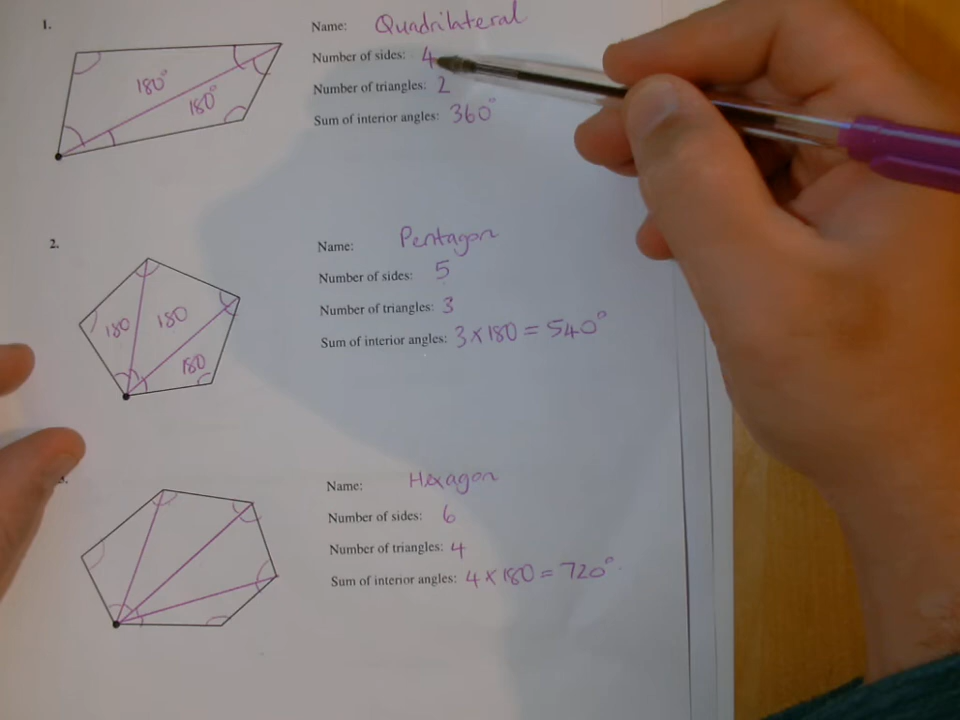 1.
Name: Quadrilateral
Number of sides: 4
Number of triangles: 2
Sum of interior angles: 360°
180°
180°
2.
Name: Pentagon
Number of sides: 5
Number of triangles: 3
Sum of interior angles: 3 × 180 = 540°
180
180
180
3.
Name: Hexagon
Number of sides: 6
Number of triangles: 4
Sum of interior angles: 4 × 180 = 720°